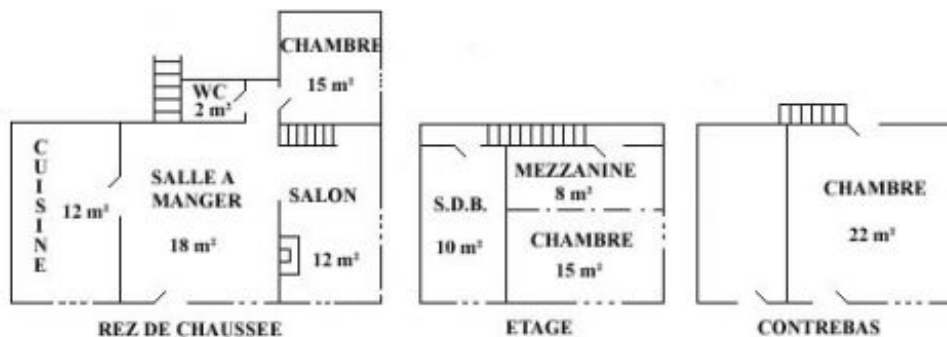 CHAMBRE
15 m²
WC
2 m²
CUISINE
12 m²
SALLE A
MANGER
18 m²
SALON
12 m²
REZ DE CHAUSSEE
MEZZANINE
8 m²
S.D.B.
10 m²
CHAMBRE
15 m²
ETAGE
CHAMBRE
22 m²
CONTREBAS